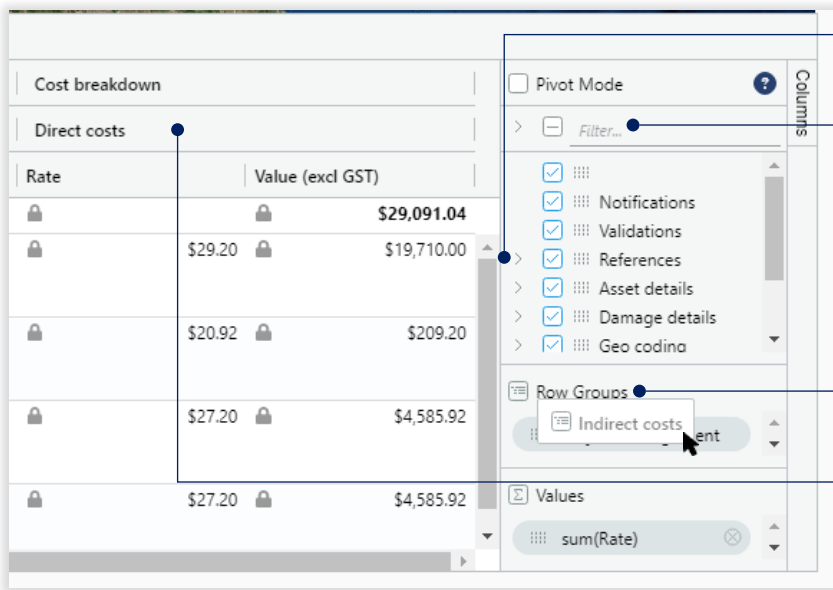 Cost breakdown
Direct costs
Rate Value (excl GST)
$29,091.04
$29.20 $19,710.00
$20.92 $209.20
$27.20 $4,585.92
$27.20 $4,585.92
Pivot Mode ?
Filter...
Notifications
Validations
References
Asset details
Damage details
Geo coding
Row Groups
Indirect costs
ent
Values
sum(Rate)
Columns